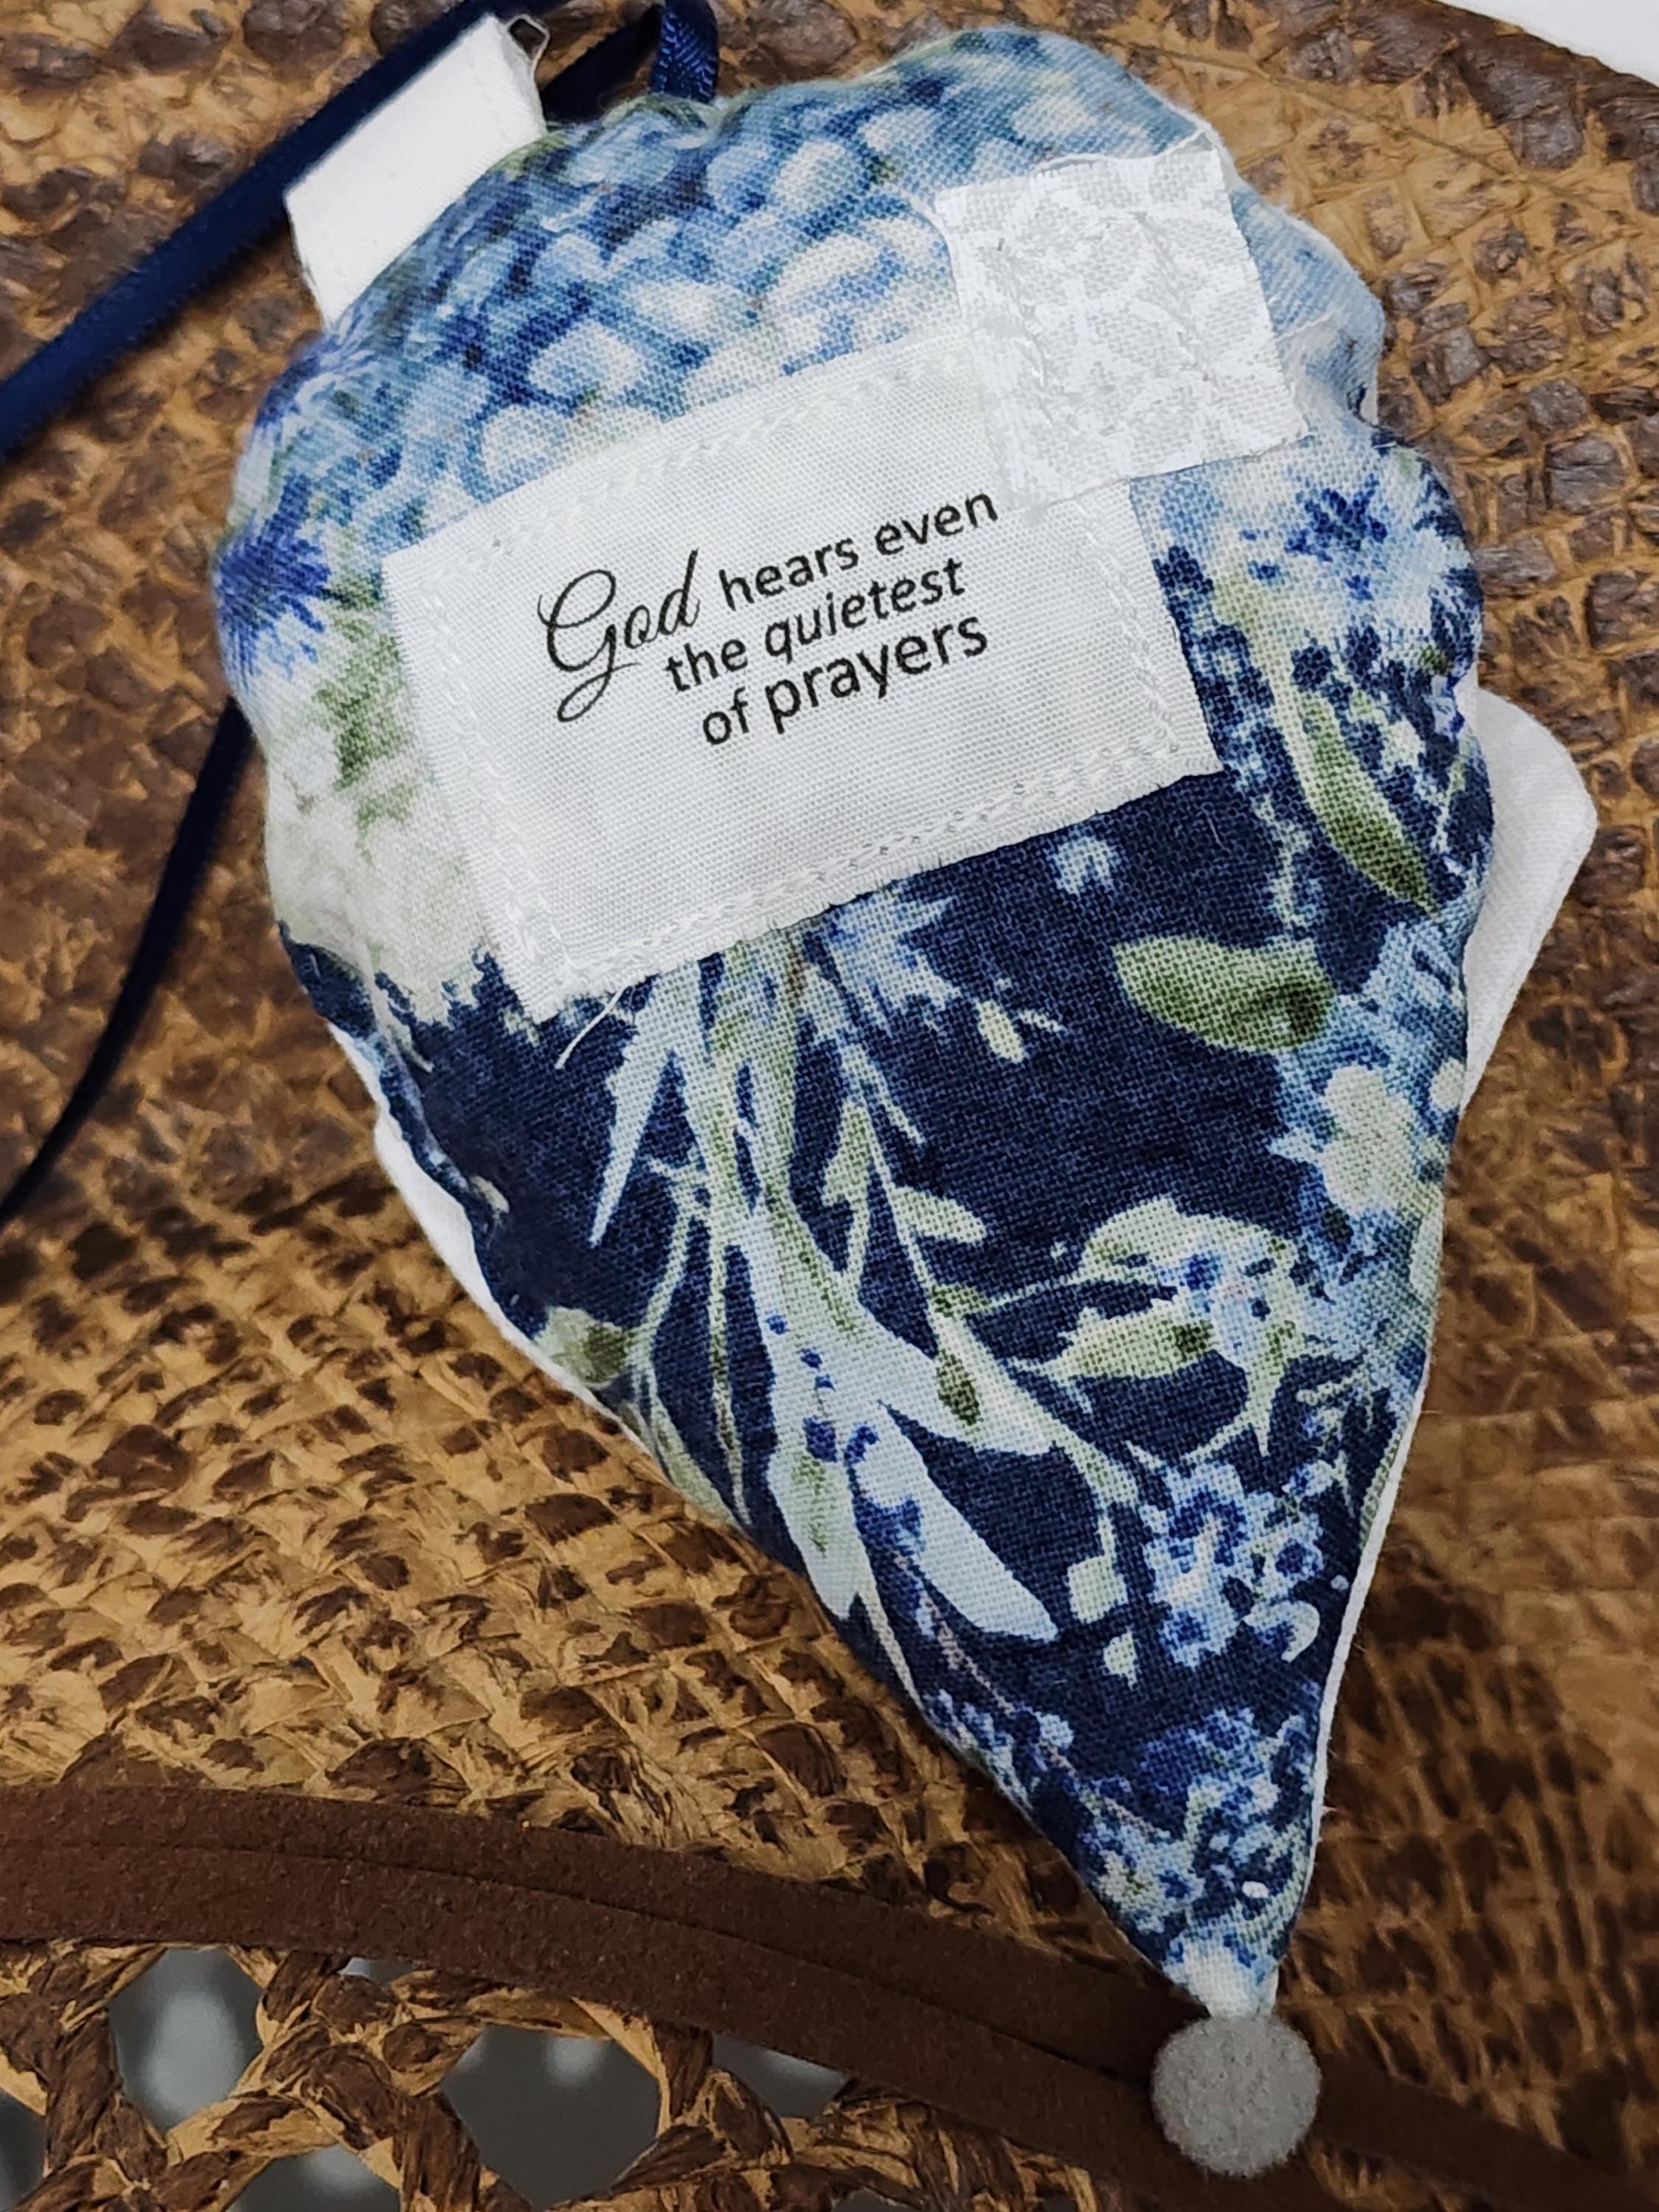 God hears even
the quietest
of prayers